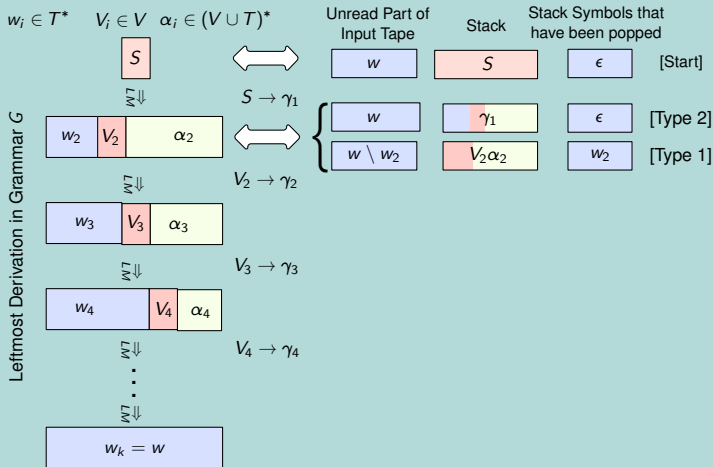 w_i ∈ T* V_i ∈ V α_i ∈ (V ∪ T)*
Unread Part of Input Tape
Stack
Stack Symbols that have been popped
S
w
S
ϵ
[Start]
⇓ LM
S → γ_1
w_2 V_2 α_2
w
γ_1
ϵ
[Type 2]
w \ w_2
V_2α_2
w_2
[Type 1]
⇓ LM
V_2 → γ_2
w_3 V_3 α_3
⇓ LM
V_3 → γ_3
w_4 V_4 α_4
⇓ LM
V_4 → γ_4
⋮
⇓ LM
w_k = w
Leftmost Derivation in Grammar G